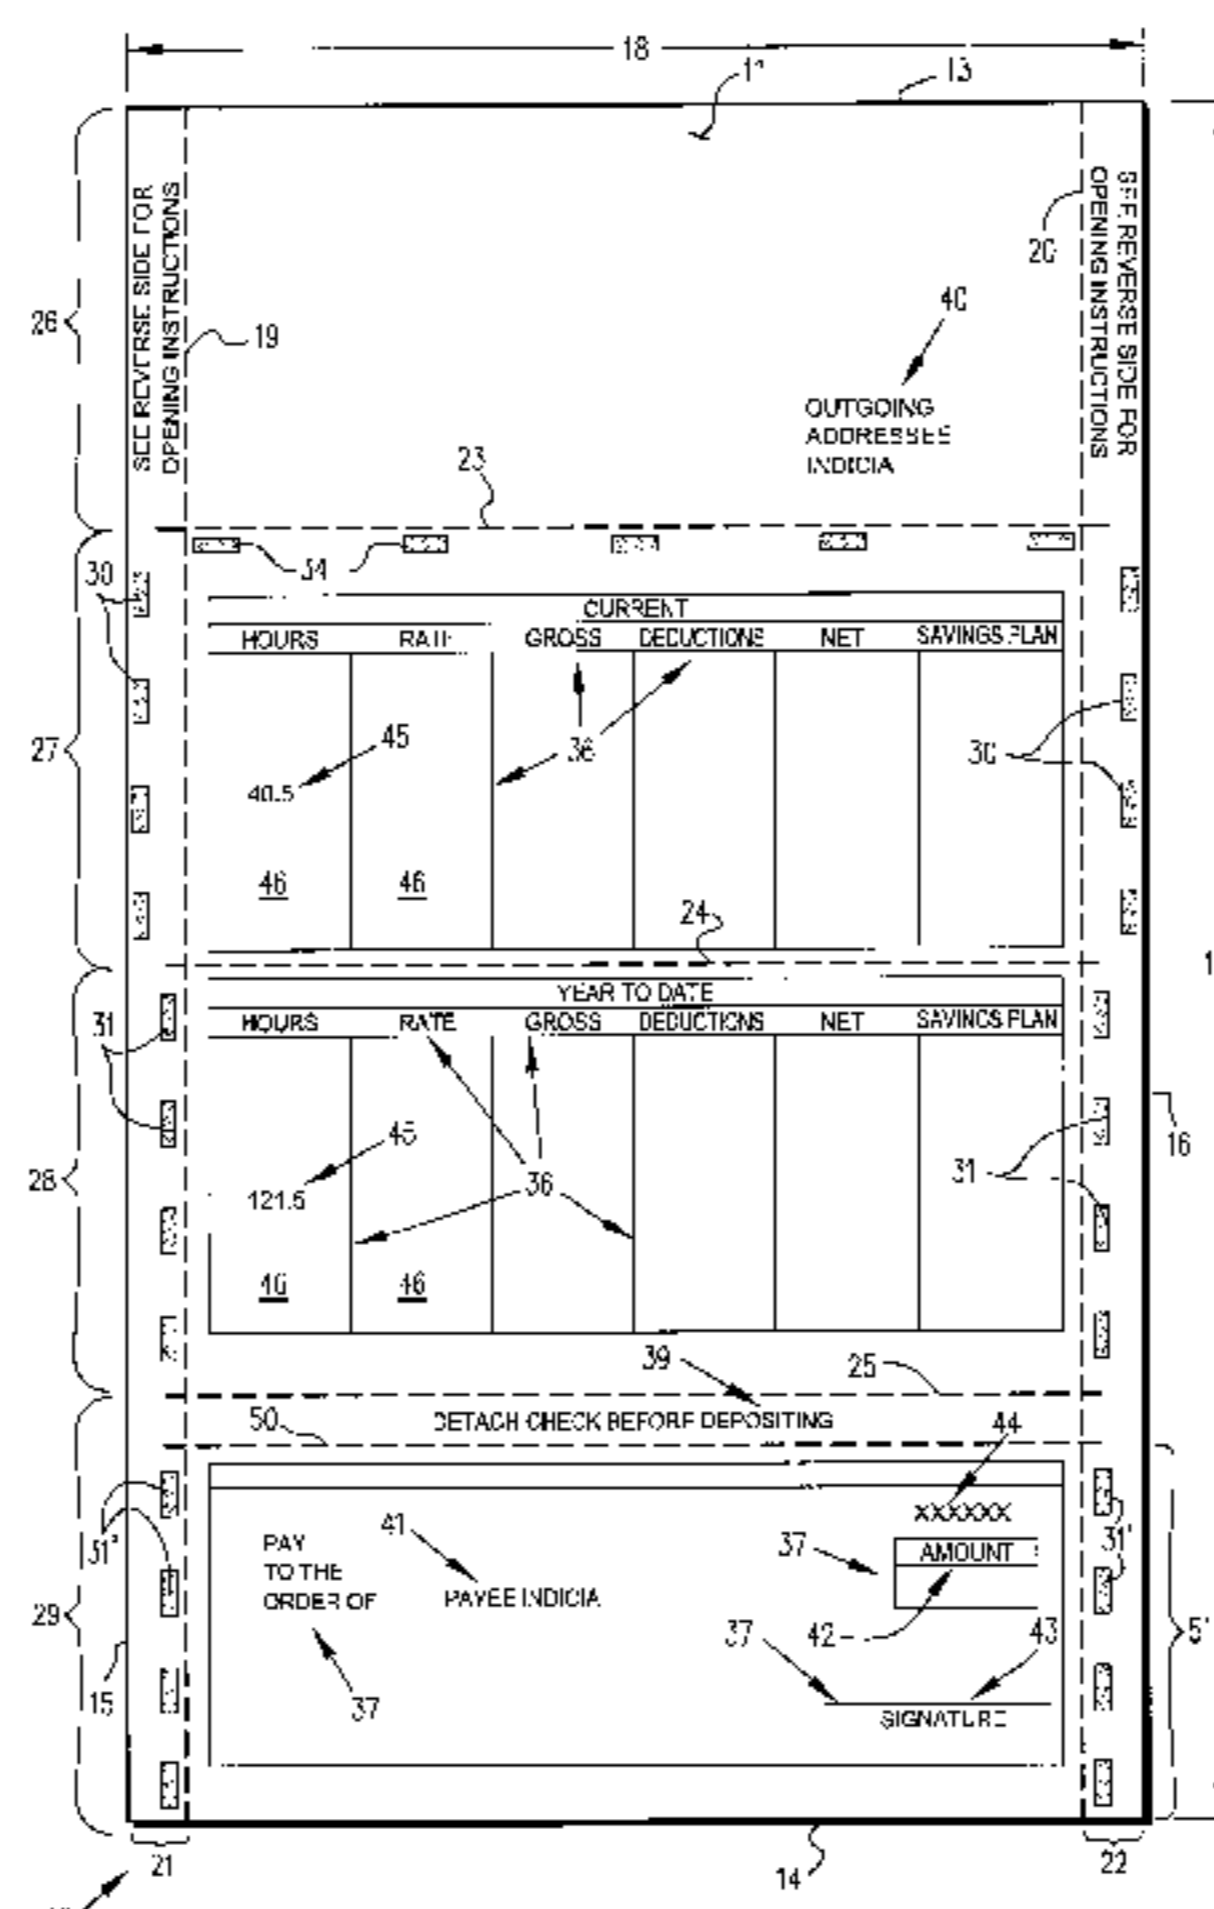 18
13
SEE REVERSE SIDE FOR
OPENING INSTRUCTIONS
SEE REVERSE SIDE FOR
OPENING INSTRUCTIONS
20
26
19
40
OUTGOING
ADDRESSES
INDICIA
23
34
30
CURRENT
HOURS RATE GROSS DEDUCTIONS NET SAVINGS PLAN
27
45
36
30
40.5
46 46
24
YEAR TO DATE
HOURS RATE GROSS DEDUCTIONS NET SAVINGS PLAN
31
45
16
28
121.5
36
31
46 46
39
25
DETACH CHECK BEFORE DEPOSITING
50
44
XXXXXX
41
PAY
TO THE
ORDER OF
PAYEE INDICIA
37
AMOUNT
31'
31'
29
37
42
43
15
37
SIGNATURE
21
14
22